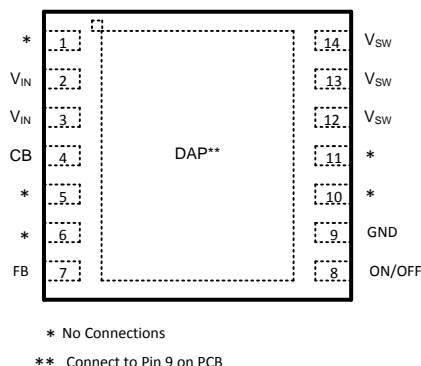 * 1 14 VSW
VIN 2 13 VSW
VIN 3 12 VSW
CB 4 DAP** 11 *
* 5 10 *
* 6 9 GND
FB 7 8 ON/OFF
* No Connections
** Connect to Pin 9 on PCB